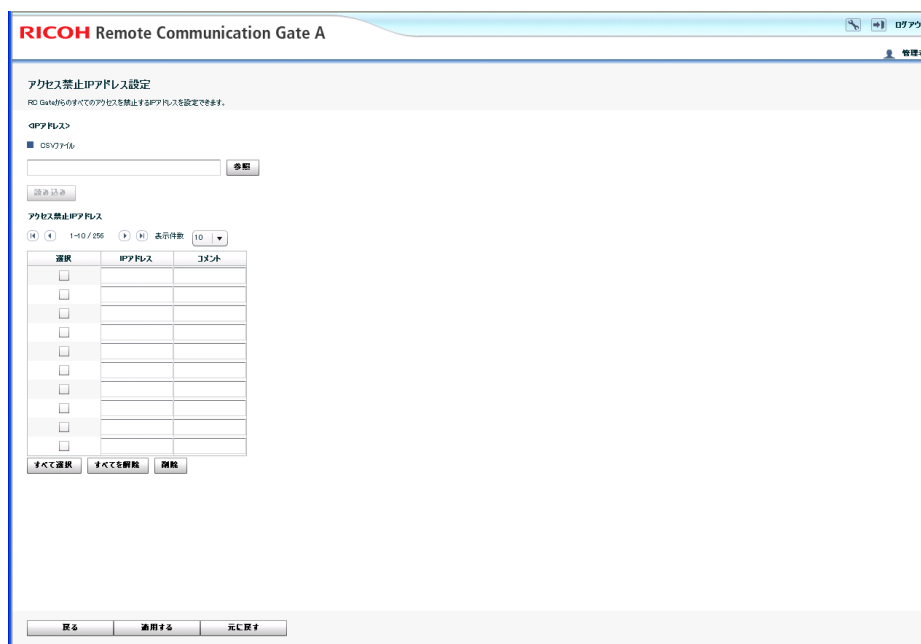 RICOH Remote Communication Gate A
ログアウ
管理者
アクセス禁止IPアドレス設定
RC Gateからのすべてのアクセスを禁止するIPアドレスを設定できます。
<IPアドレス>
CSVファイル
参照
読み込み
アクセス禁止IPアドレス
1-10 / 256 表示件数 10
選択 IPアドレス コメント
すべて選択 すべてを解除 削除
戻る 適用する 元に戻す